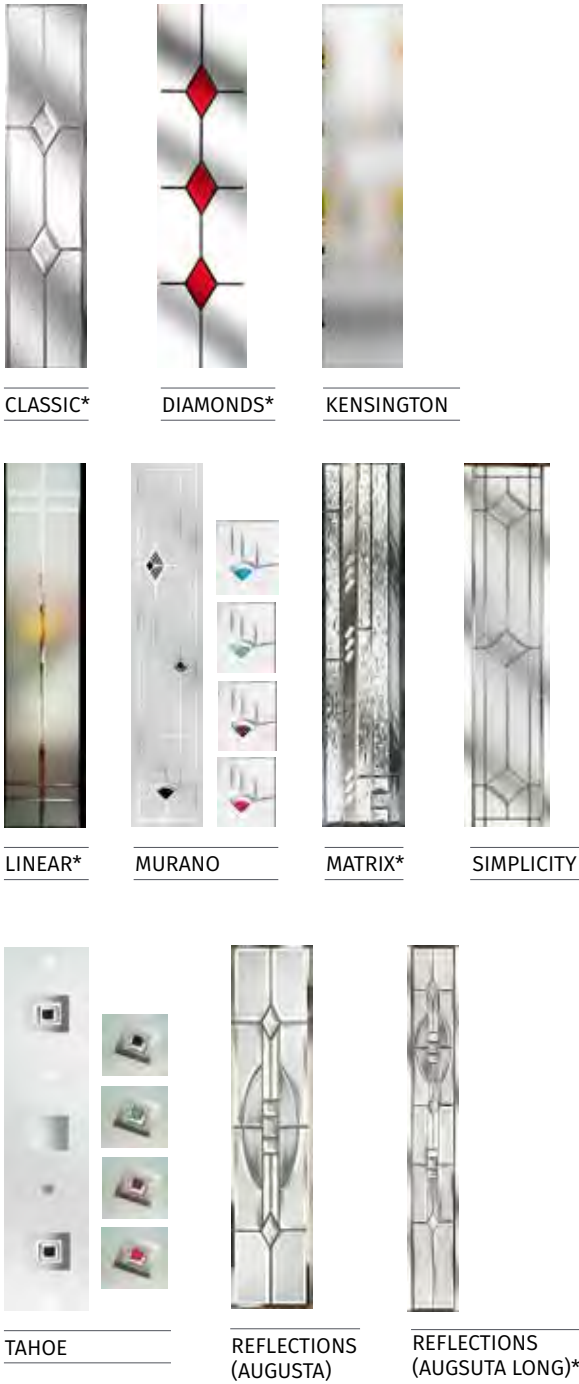 CLASSIC*
DIAMONDS*
KENSINGTON
LINEAR*
MURANO
MATRIX*
SIMPLICITY
TAHOE
REFLECTIONS
(AUGUSTA)
REFLECTIONS
(AUGSUTA LONG)*